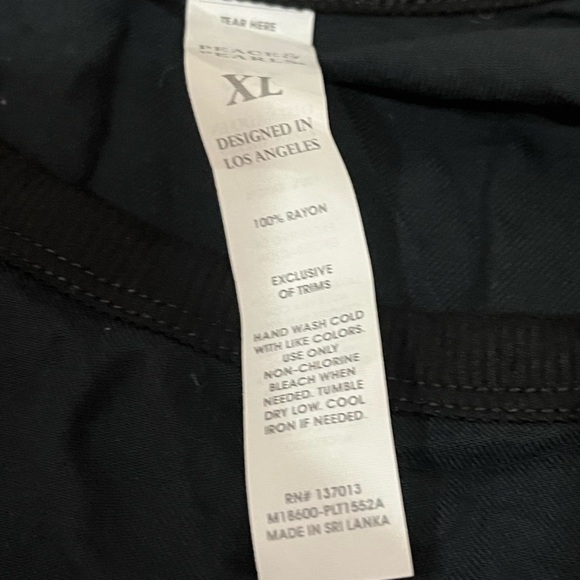 TEAR HERE
PEACE &
PEARLS
XL
DESIGNED IN
LOS ANGELES
100% RAYON
EXCLUSIVE
OF TRIMS
HAND WASH COLD
WITH LIKE COLORS.
USE ONLY
NON-CHLORINE
BLEACH WHEN
NEEDED. TUMBLE
DRY LOW. COOL
IRON IF NEEDED.
RN# 137013
M18600-PLT1552A
MADE IN SRI LANKA